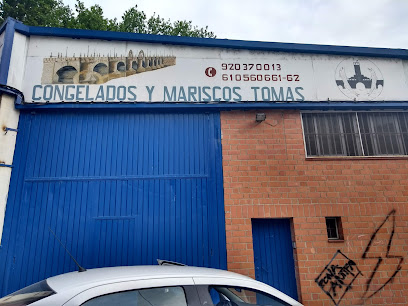 920370013
610560661-62
CONGELADOS Y MARISCOS TOMAS